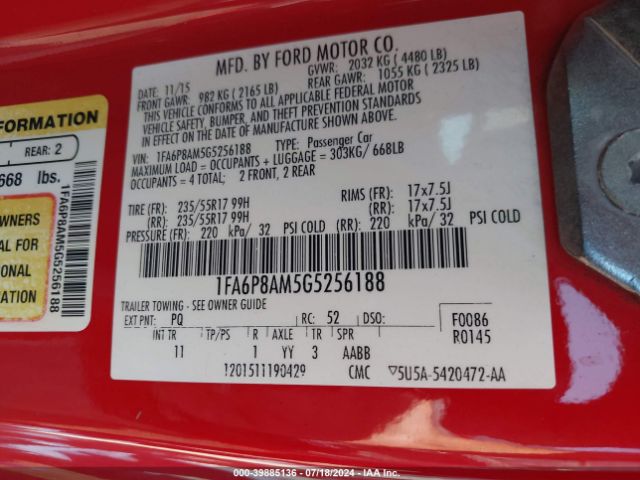 FORMATION
REAR: 2
668 lbs.
WNERS
AL FOR
ONAL
ATION
1FA6P8AM5G5256188
MFD. BY FORD MOTOR CO.
DATE: 11/15 GVWR: 2032 KG ( 4480 LB)
FRONT GAWR: 982 KG ( 2165 LB) REAR GAWR: 1055 KG ( 2325 LB)
THIS VEHICLE CONFORMS TO ALL APPLICABLE FEDERAL MOTOR
VEHICLE SAFETY, BUMPER, AND THEFT PREVENTION STANDARDS
IN EFFECT ON THE DATE OF MANUFACTURE SHOWN ABOVE.
VIN: 1FA6P8AM5G5256188 TYPE: Passenger Car
MAXIMUM LOAD = OCCUPANTS + LUGGAGE = 303KG/ 668LB
OCCUPANTS = 4 TOTAL; 2 FRONT, 2 REAR
TIRE (FR): 235/55R17 99H RIMS (FR): 17x7.5J
(RR): 235/55R17 99H (RR): 17x7.5J
PRESSURE (FR): 220 kPa/ 32 PSI COLD (RR): 220 kPa/ 32 PSI COLD
1FA6P8AM5G5256188
TRAILER TOWING - SEE OWNER GUIDE
EXT PNT: PQ RC: 52 DSO: F0086
INT TR TP/PS R AXLE TR SPR R0145
11 1 YY 3 AABB
1201511190429 CMC 5U5A-5420472-AA
000-39885136 - 07/18/2024 - IAA Inc.